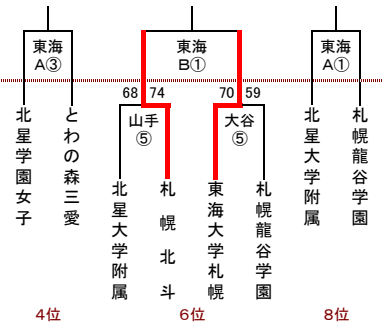 東海
A③
東海
B①
東海
A①
68 74
70 59
山手
⑤
大谷
⑤
北星学園女子
とわの森三愛
北星大学附属
札幌北斗
東海大学札幌
札幌龍谷学園
北星大学附属
札幌龍谷学園
4位
6位
8位